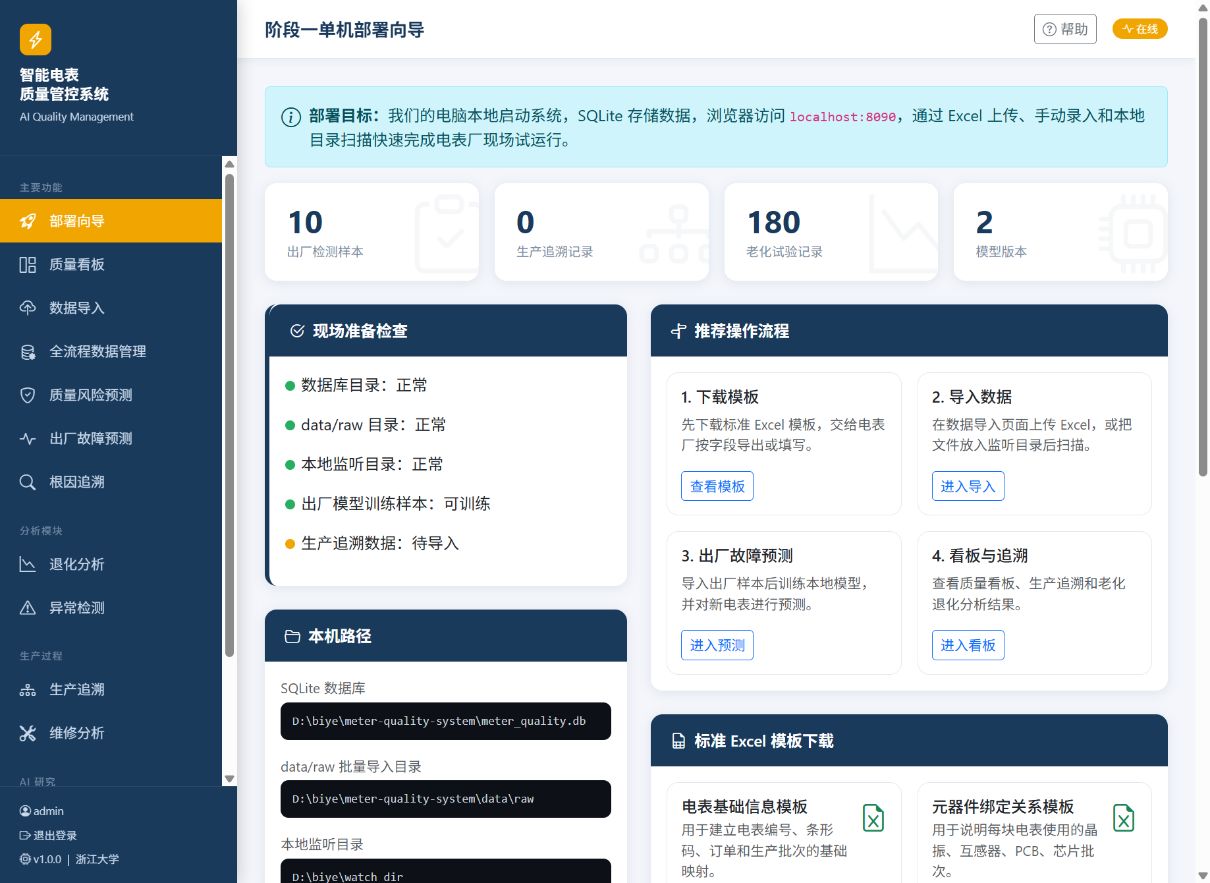 智能电表
质量管控系统
AI Quality Management
主要功能
部署向导
质量看板
数据导入
全流程数据管理
质量风险预测
出厂故障预测
根因追溯
分析模块
退化分析
异常检测
生产过程
生产追溯
维修分析
AI 研究
admin
退出登录
v1.0.0 | 浙江大学
阶段一单机部署向导
帮助
在线
部署目标：我们的电脑本地启动系统，SQLite 存储数据，浏览器访问 localhost:8090，通过 Excel 上传、手动录入和本地
目录扫描快速完成电表厂现场试运行。
10
出厂检测样本
0
生产追溯记录
180
老化试验记录
2
模型版本
现场准备检查
数据库目录：正常
data/raw 目录：正常
本地监听目录：正常
出厂模型训练样本：可训练
生产追溯数据：待导入
本机路径
SQLite 数据库
D:\biye\meter-quality-system\meter_quality.db
data/raw 批量导入目录
D:\biye\meter-quality-system\data\raw
本地监听目录
D:\biye\watch_dir
推荐操作流程
1. 下载模板
先下载标准 Excel 模板，交给电表
厂按字段导出或填写。
查看模板
2. 导入数据
在数据导入页面上传 Excel，或把
文件放入监听目录后扫描。
进入导入
3. 出厂故障预测
导入出厂样本后训练本地模型，
并对新电表进行预测。
进入预测
4. 看板与追溯
查看质量看板、生产追溯和老化
退化分析结果。
进入看板
标准 Excel 模板下载
电表基础信息模板
用于建立电表编号、条形
码、订单和生产批次的基础
映射。
元器件绑定关系模板
用于说明每块电表使用的晶
振、互感器、PCB、芯片批
次。